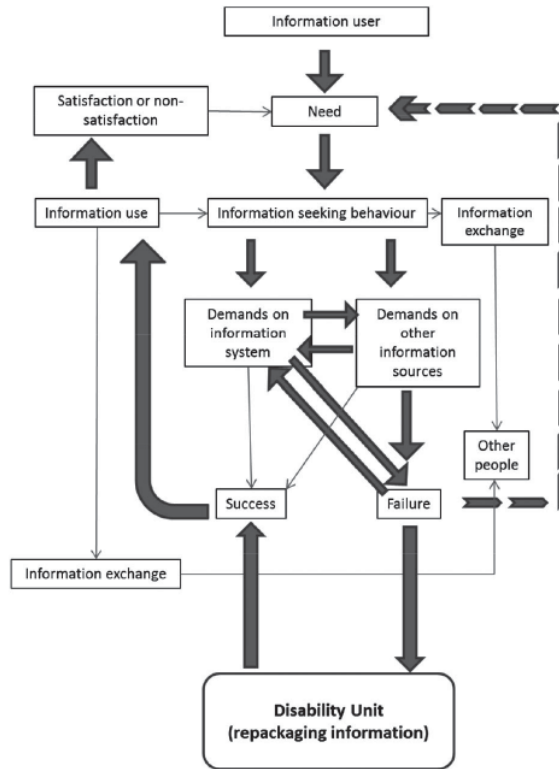 Information user
Satisfaction or non-
satisfaction
Need
Information use
Information seeking behaviour
Information
exchange
Demands on
information
system
Demands on
other
information
sources
Other
people
Success
Failure
Information exchange
Disability Unit
(repackaging information)